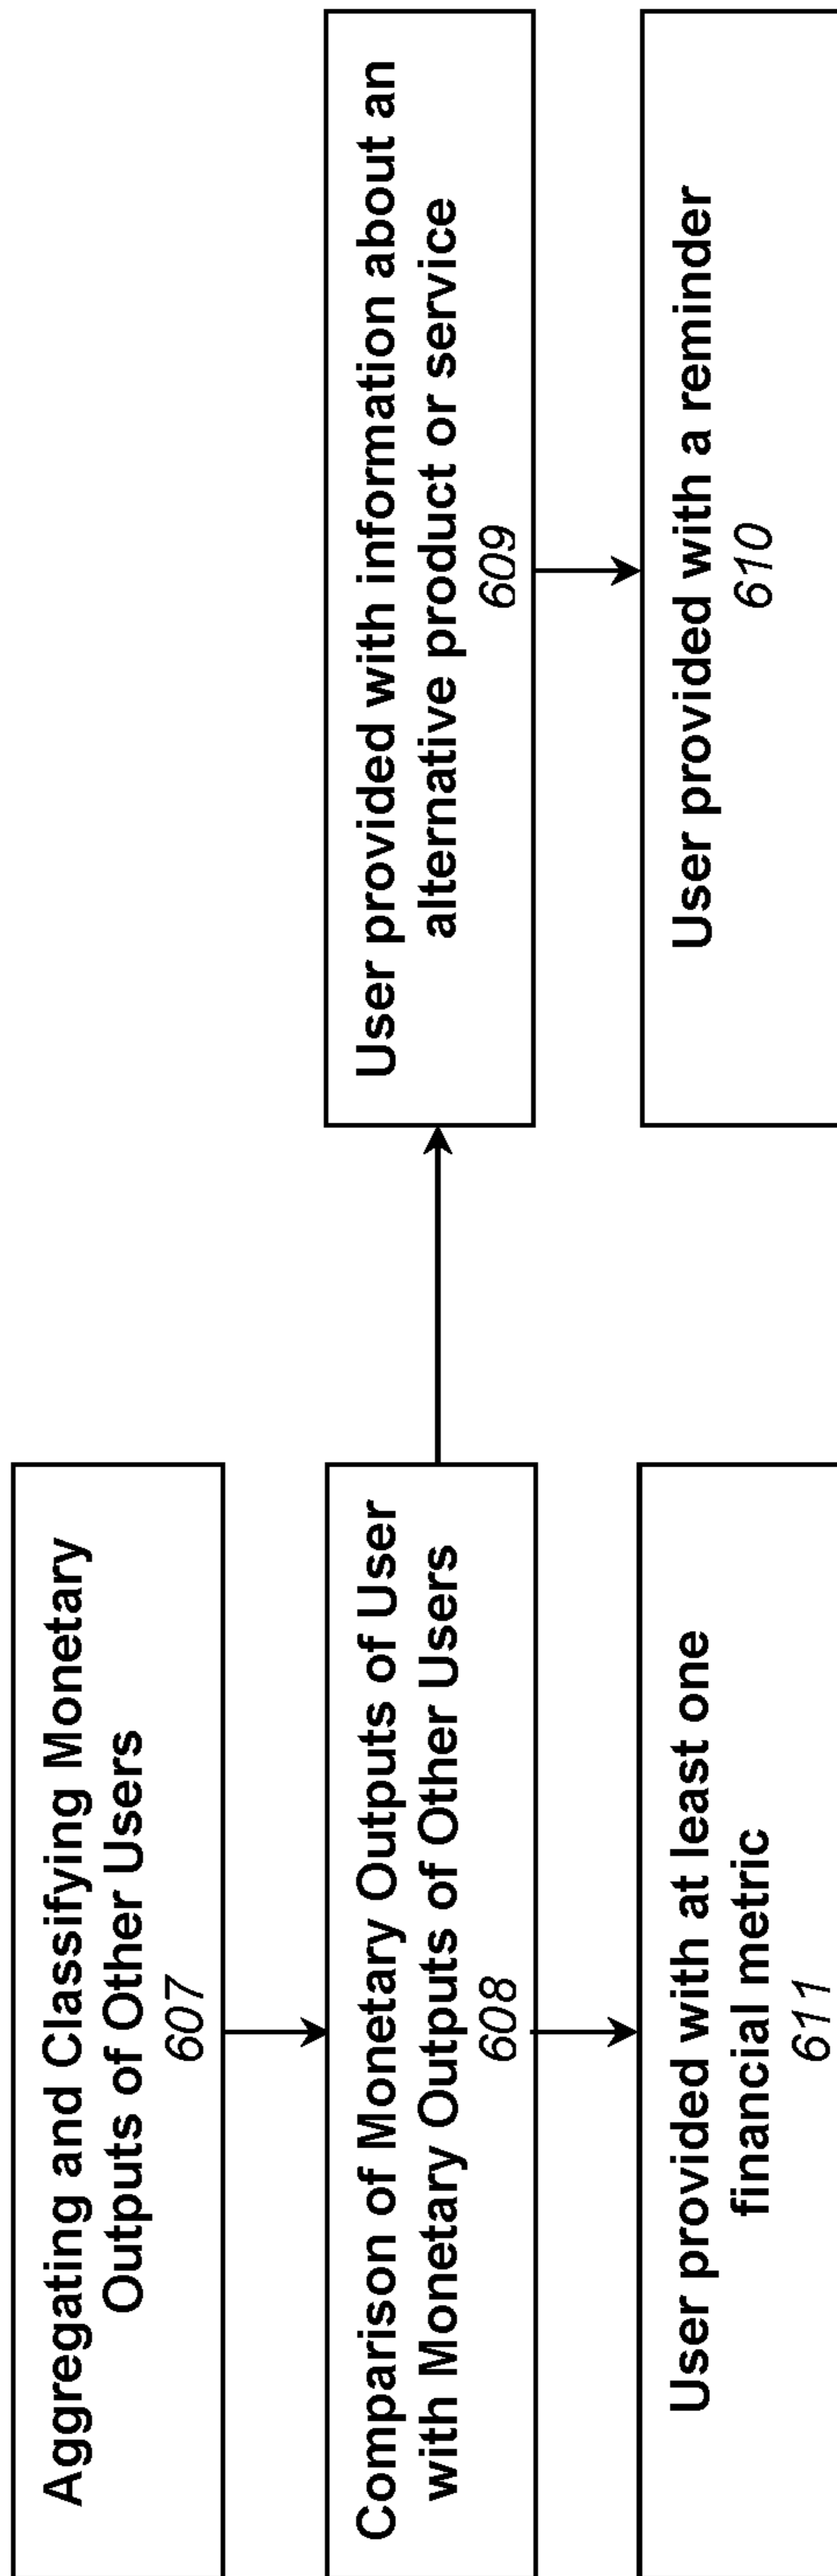 Aggregating and Classifying Monetary
Outputs of Other Users
607
Comparison of Monetary Outputs of User
with Monetary Outputs of Other Users
608
User provided with information about an
alternative product or service
609
User provided with at least one
financial metric
611
User provided with a reminder
610